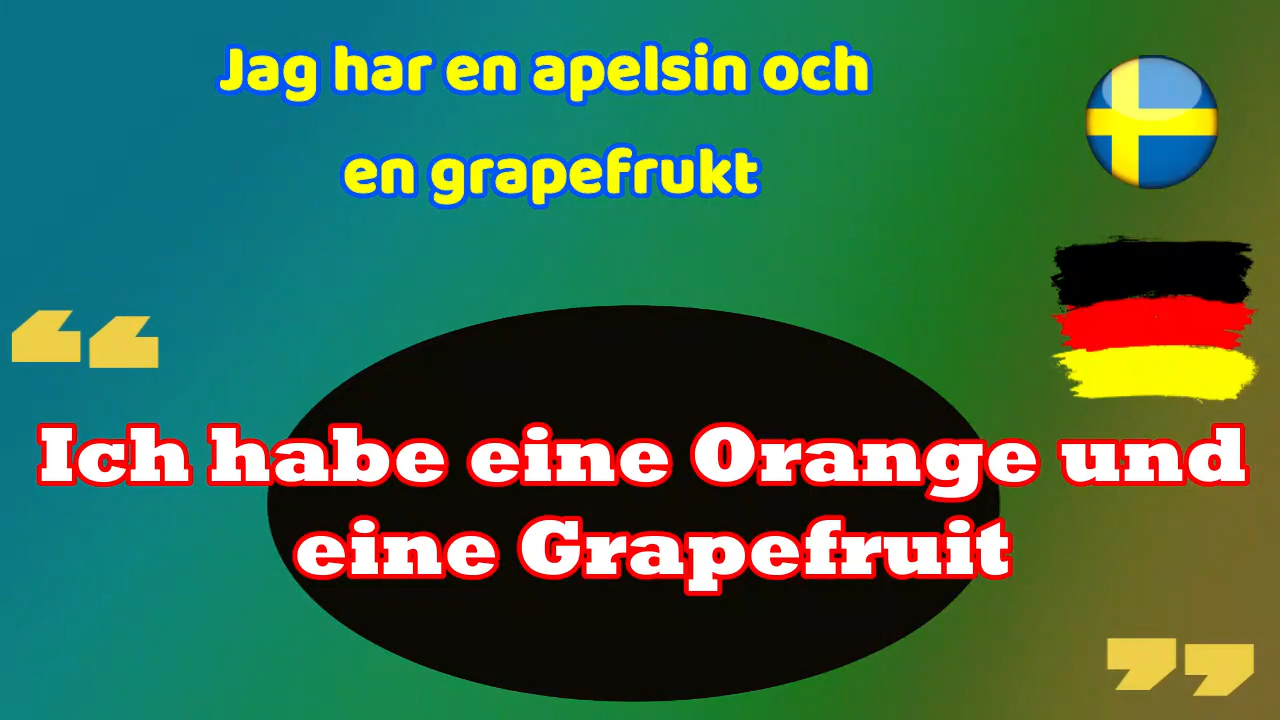 Jag har en apelsin och
en grapefrukt
Ich habe eine Orange und
eine Grapefruit